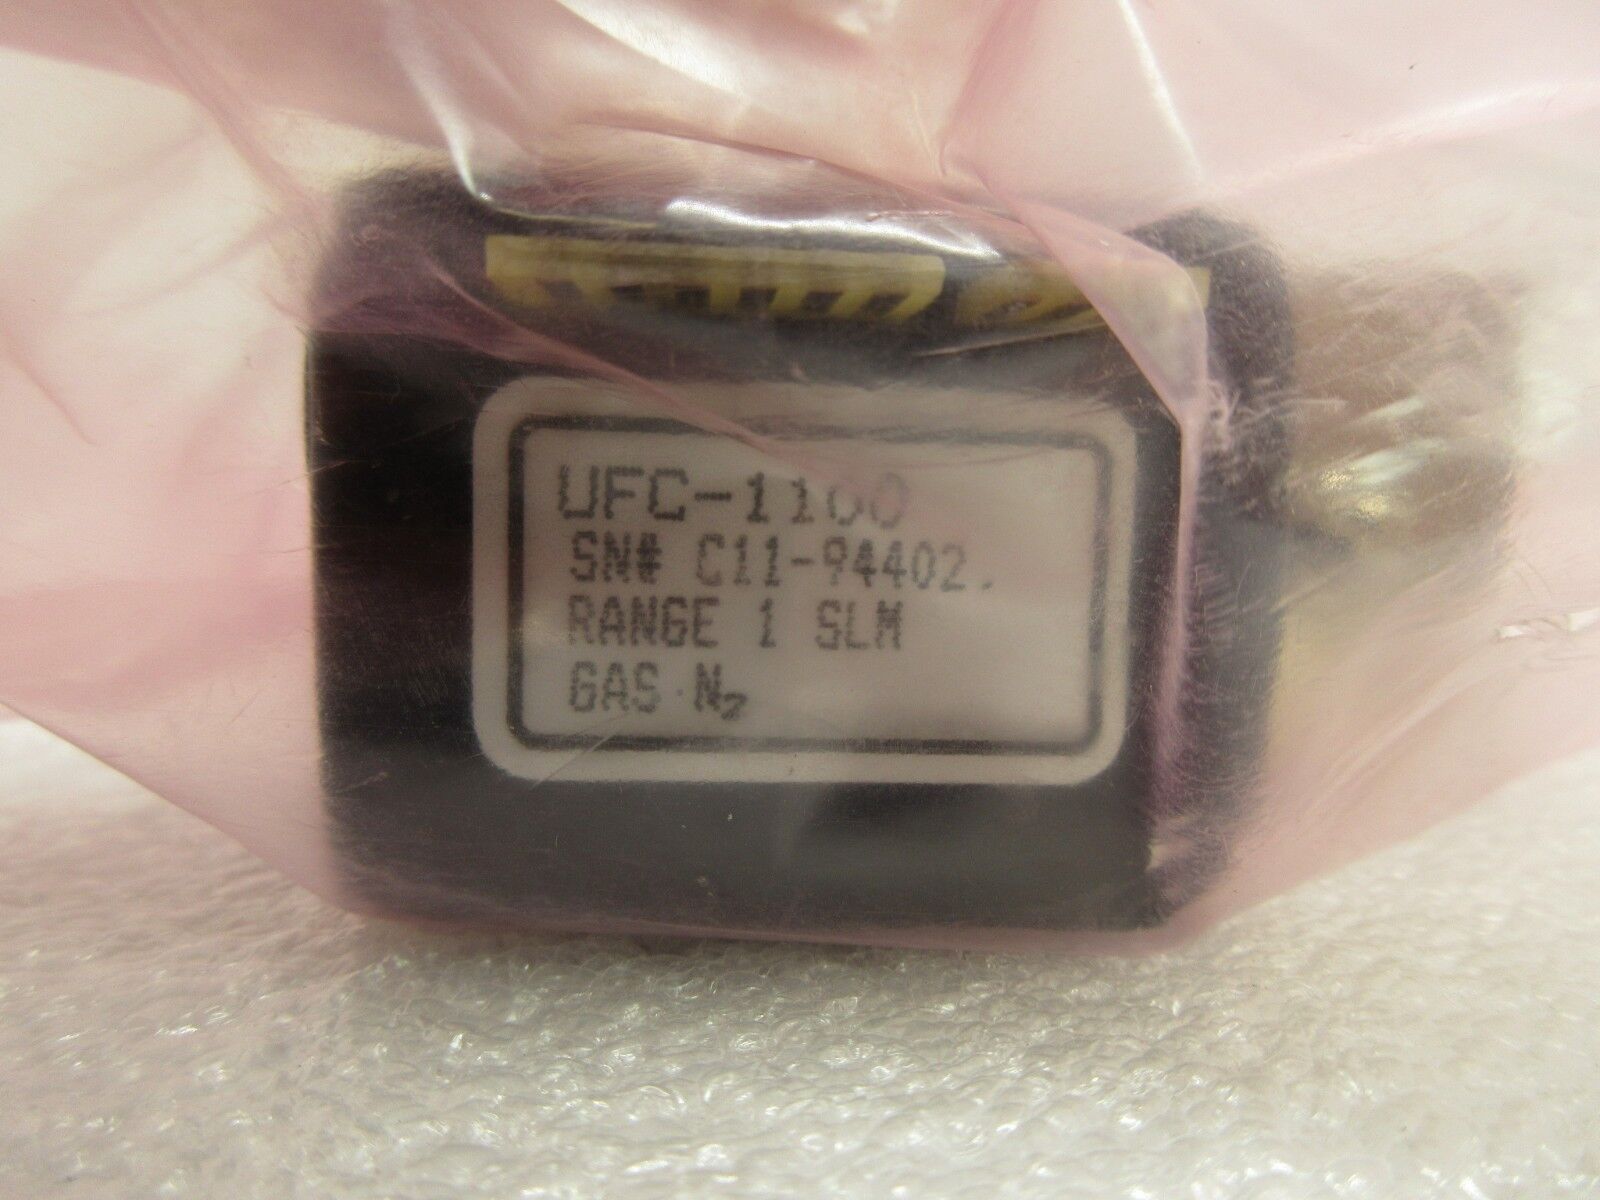 UFC-1100
SN# C11-94402.
RANGE 1 SLM
GAS N₂